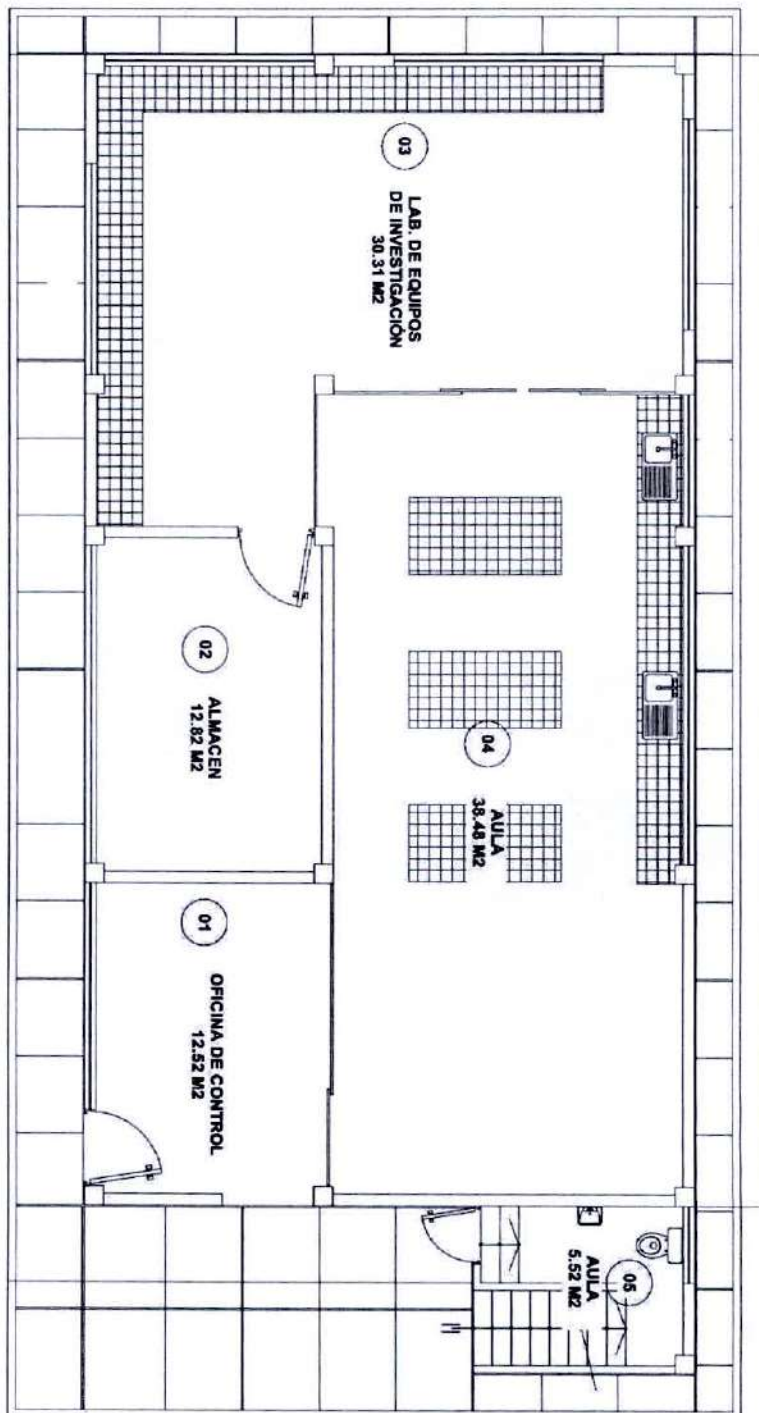 03
LAB. DE EQUIPOS
DE INVESTIGACIÓN
30.31 M2
02
ALMACEN
12.82 M2
04
AULA
38.48 M2
01
OFICINA DE CONTROL
12.52 M2
05
AULA
5.52 M2